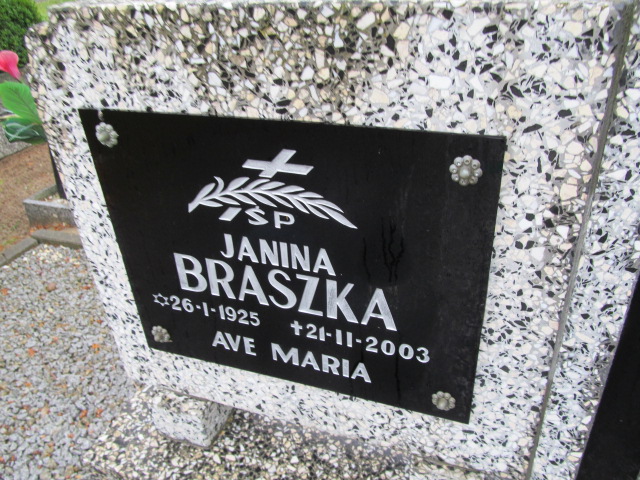 ŚP
JANINA
BRASZKA
✡26-1-1925 ✝21-11-2003
AVE MARIA